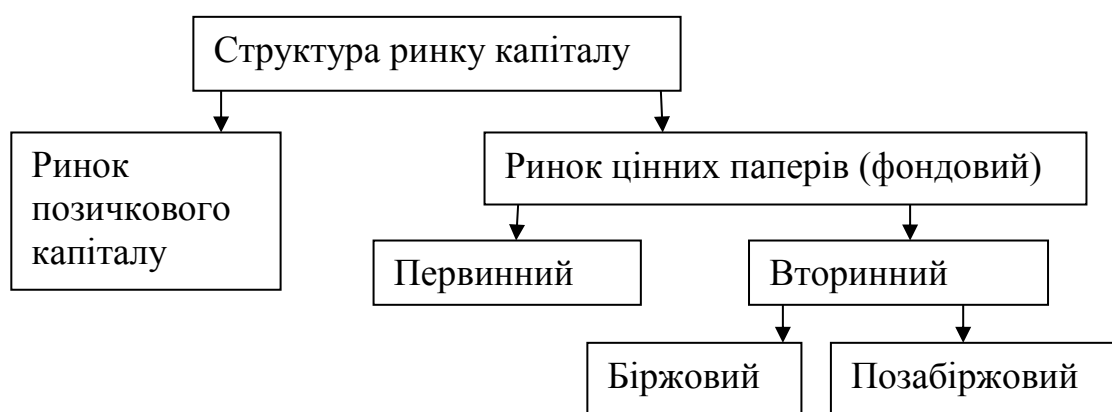 Структура ринку капіталу
Ринок
позичкового
капіталу
Ринок цінних паперів (фондовий)
Первинний
Вторинний
Біржовий
Позабіржовий